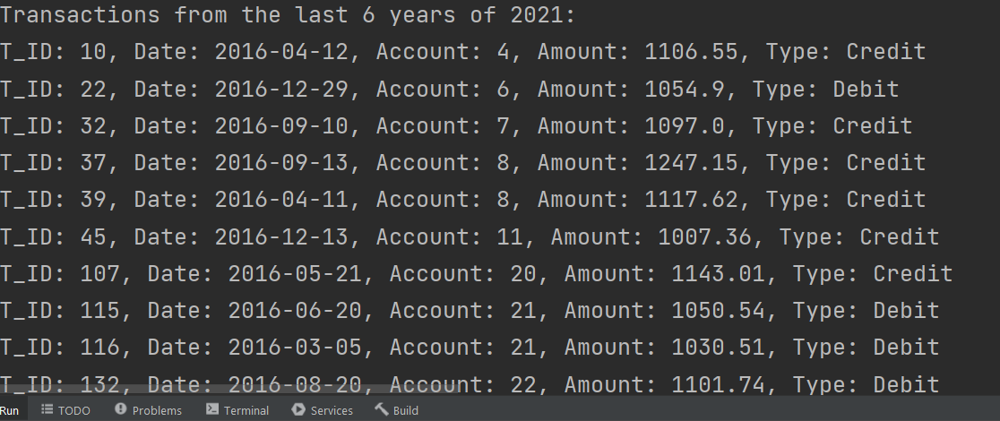 Transactions from the last 6 years of 2021:
T_ID: 10, Date: 2016-04-12, Account: 4, Amount: 1106.55, Type: Credit
T_ID: 22, Date: 2016-12-29, Account: 6, Amount: 1054.9, Type: Debit
T_ID: 32, Date: 2016-09-10, Account: 7, Amount: 1097.0, Type: Credit
T_ID: 37, Date: 2016-09-13, Account: 8, Amount: 1247.15, Type: Credit
T_ID: 39, Date: 2016-04-11, Account: 8, Amount: 1117.62, Type: Credit
T_ID: 45, Date: 2016-12-13, Account: 11, Amount: 1007.36, Type: Credit
T_ID: 107, Date: 2016-05-21, Account: 20, Amount: 1143.01, Type: Credit
T_ID: 115, Date: 2016-06-20, Account: 21, Amount: 1050.54, Type: Debit
T_ID: 116, Date: 2016-03-05, Account: 21, Amount: 1030.51, Type: Debit
T_ID: 132, Date: 2016-08-20, Account: 22, Amount: 1101.74, Type: Debit
Run TODO Problems Terminal Services Build